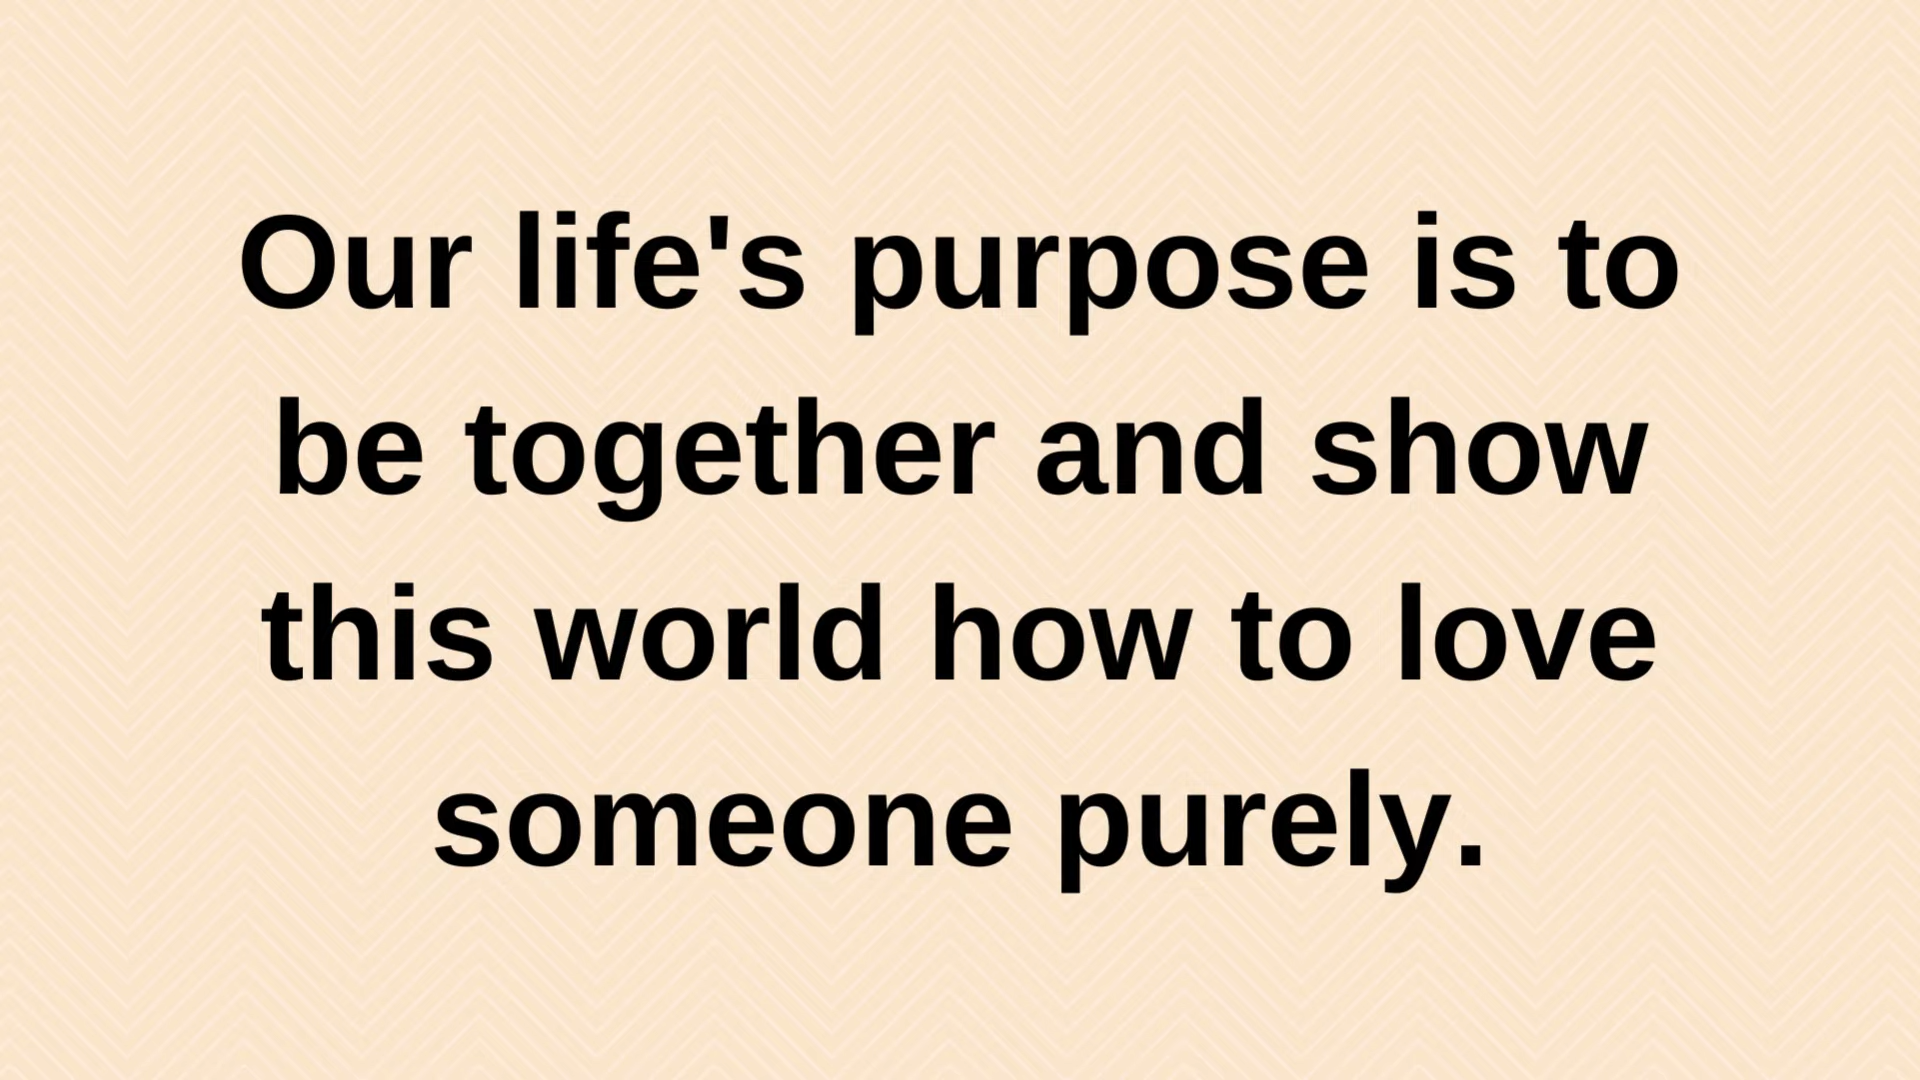 Our life's purpose is to
be together and show
this world how to love
someone purely.